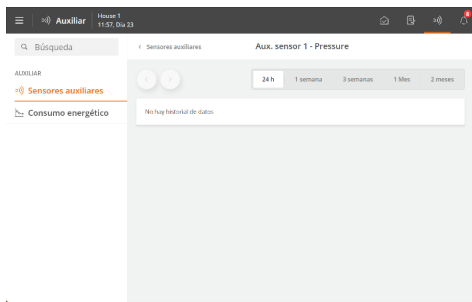 Auxiliar
House 1
11:57, Día 23
8
Búsqueda
Sensores auxiliares
Aux. sensor 1 - Pressure
AUXILIAR
Sensores auxiliares
Consumo energético
24 h
1 semana
3 semanas
1 Mes
2 meses
No hay historial de datos